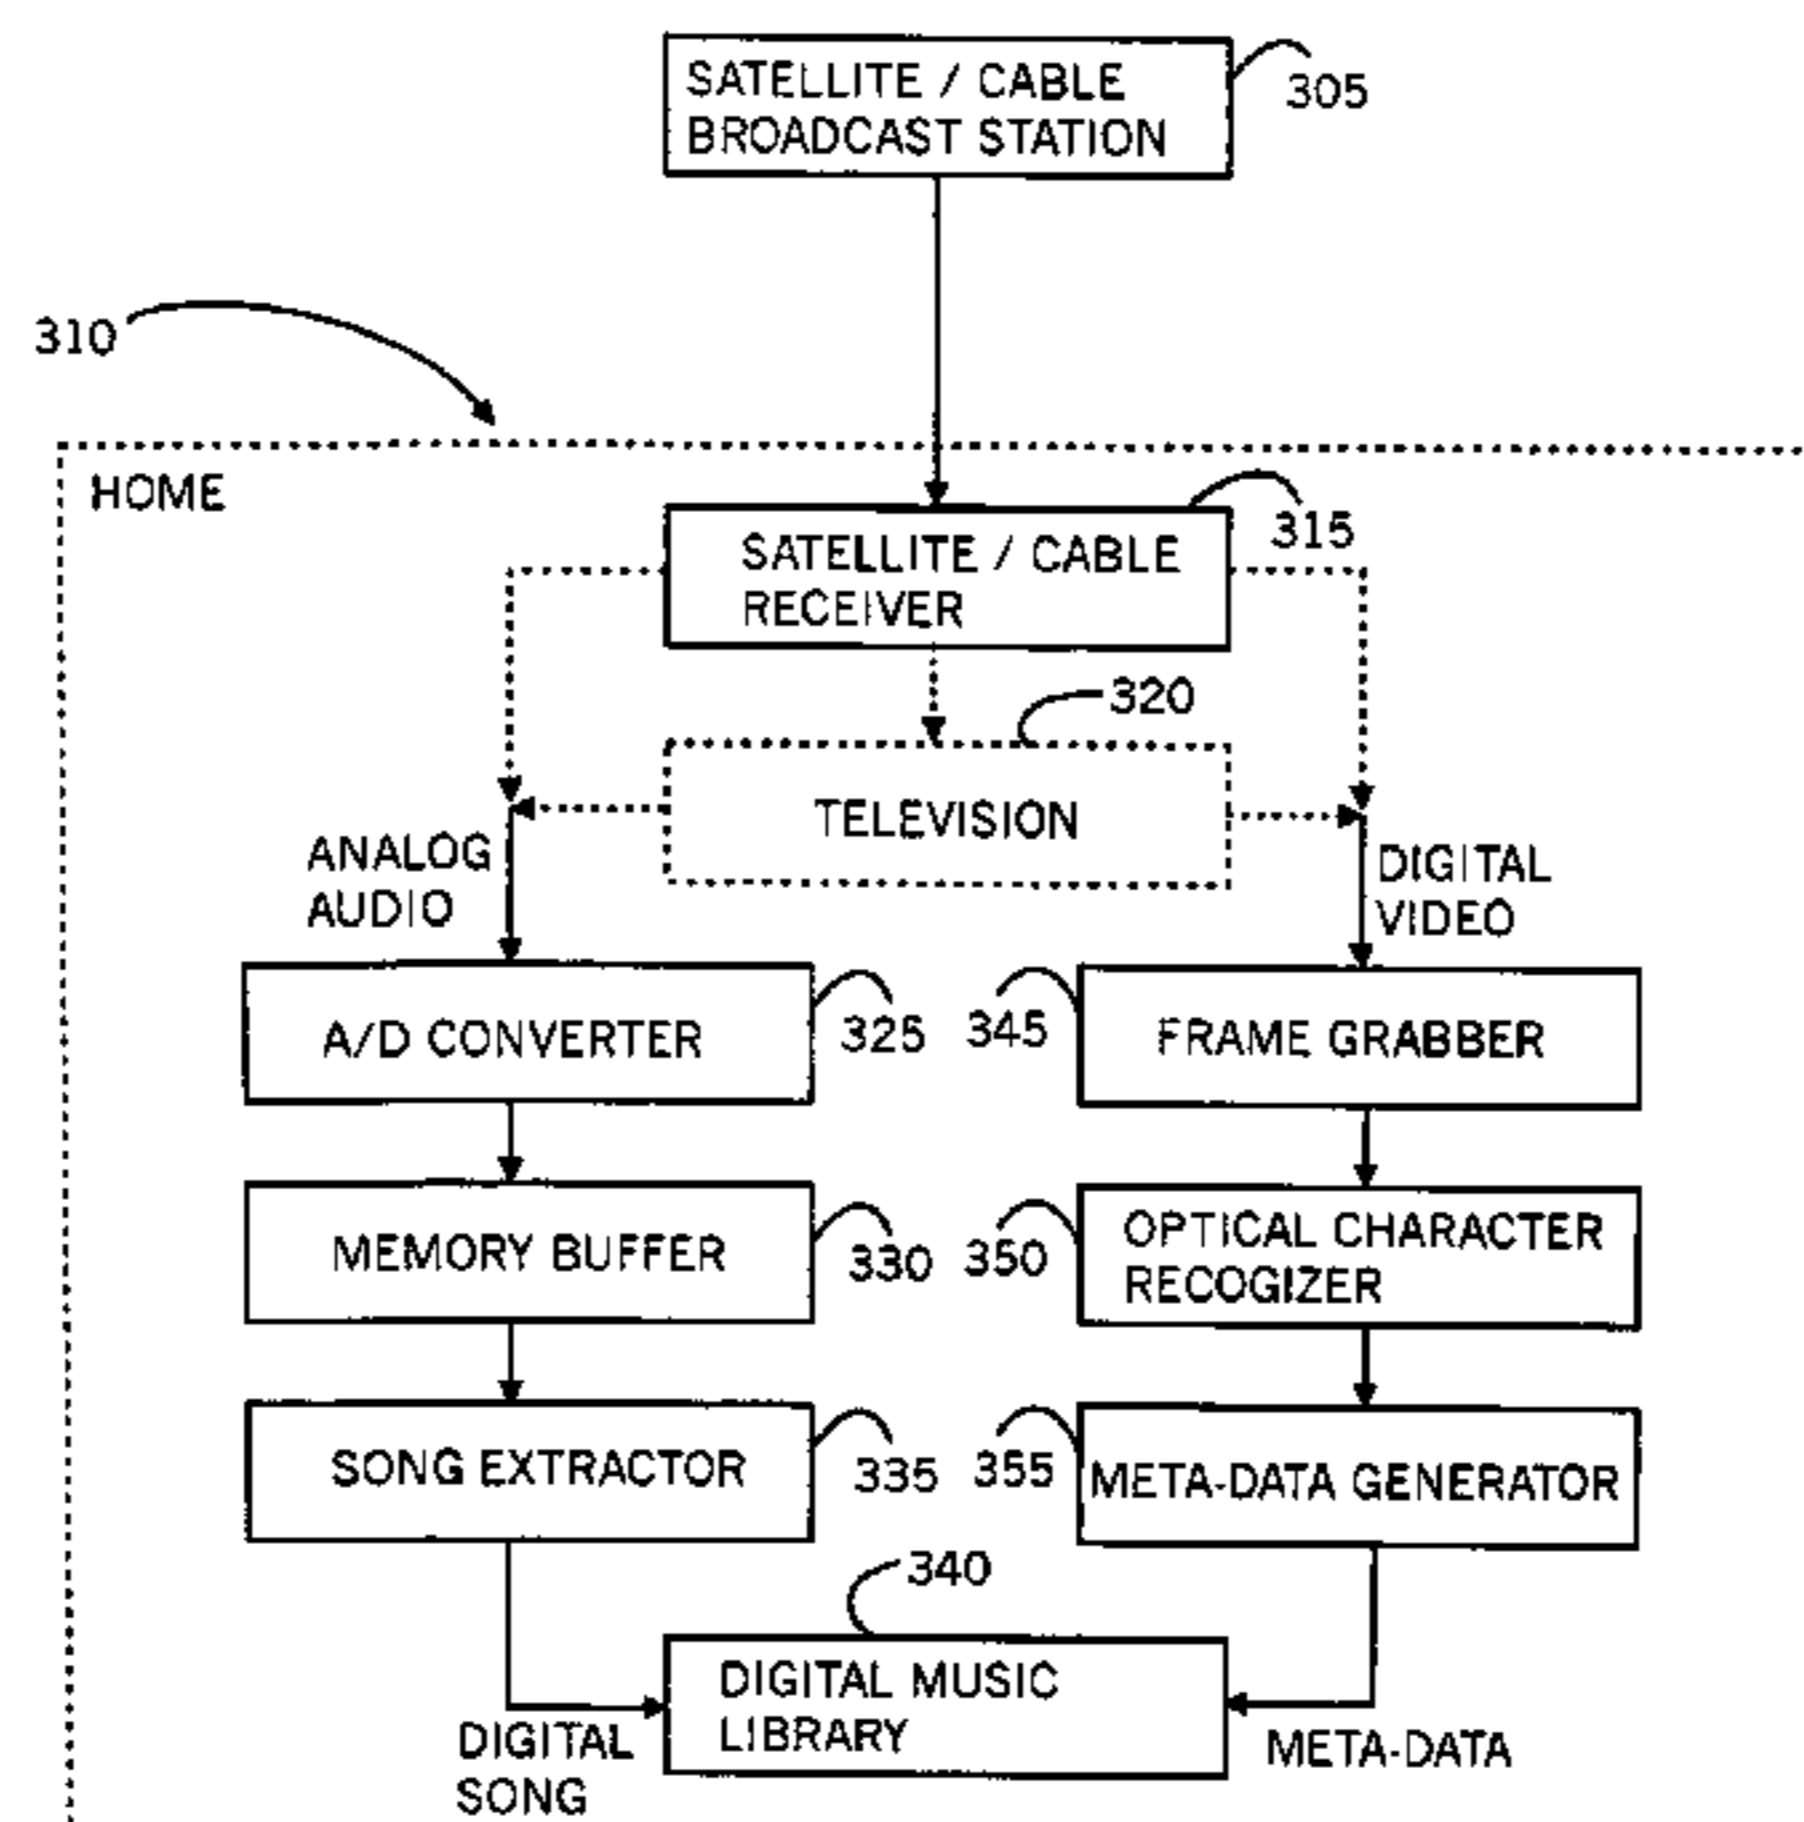 SATELLITE / CABLE
BROADCAST STATION
305
310
HOME
SATELLITE / CABLE
RECEIVER
315
320
TELEVISION
ANALOG
AUDIO
DIGITAL
VIDEO
A/D CONVERTER
325
345
FRAME GRABBER
MEMORY BUFFER
330
350
OPTICAL CHARACTER
RECOGIZER
SONG EXTRACTOR
335
355
META-DATA GENERATOR
340
DIGITAL MUSIC
LIBRARY
DIGITAL
SONG
META-DATA